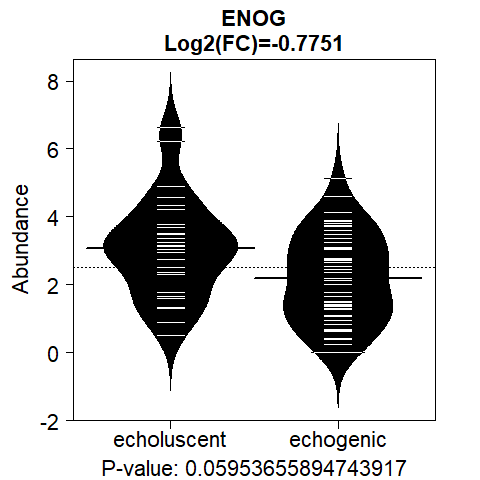 ENOG
Log2(FC)=-0.7751
Abundance
8
6
4
2
0
-2
echoluscent echogenic
P-value: 0.05953655894743917